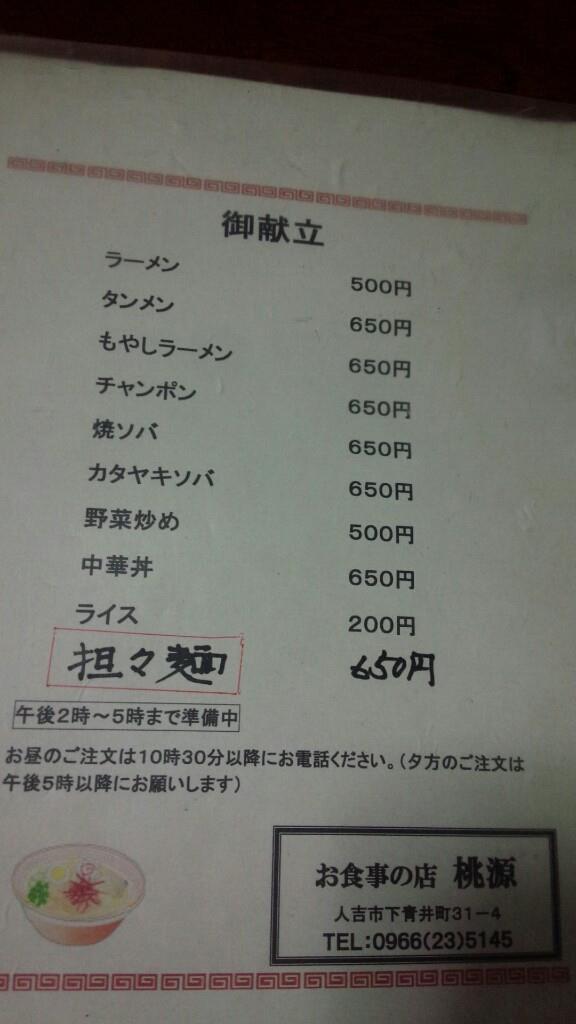 御献立
ラーメン 500円
タンメン 650円
もやしラーメン 650円
チャンポン 650円
焼ソバ 650円
カタヤキソバ 650円
野菜炒め 500円
中華丼 650円
ライス 200円
担々麺 650円
午後2時～5時まで準備中
お昼のご注文は10時30分以降にお電話ください。(夕方のご注文は
午後5時以降にお願いします)
お食事の店 桃源
人吉市下青井町31－4
TEL:0966(23)5145